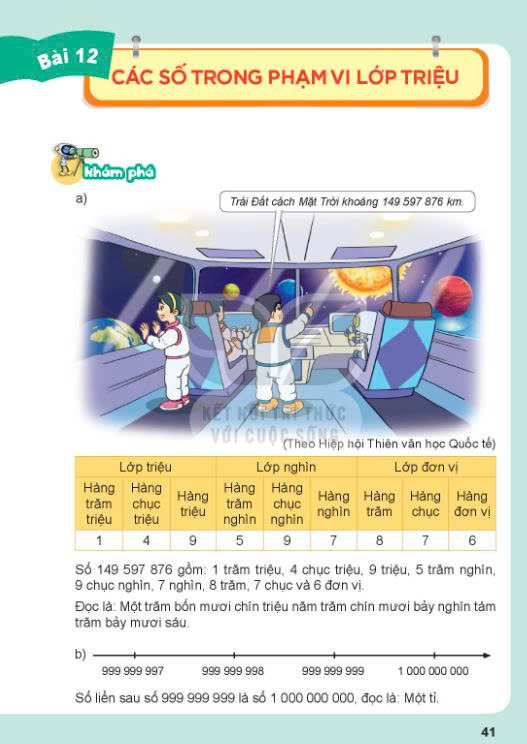 Bài 12
CÁC SỐ TRONG PHẠM VI LỚP TRIỆU
khám phá
a)
Trái Đất cách Mặt Trời khoảng 149 597 876 km.
KẾT NỐI TRI THỨC
VỚI CUỘC SỐNG
(Theo Hiệp hội Thiên văn học Quốc tế)
Lớp triệu Lớp nghìn Lớp đơn vị
Hàng trăm triệu Hàng chục triệu Hàng triệu Hàng trăm nghìn Hàng chục nghìn Hàng nghìn Hàng trăm Hàng chục Hàng đơn vị
1 4 9 5 9 7 8 7 6
Số 149 597 876 gồm: 1 trăm triệu, 4 chục triệu, 9 triệu, 5 trăm nghìn,
9 chục nghìn, 7 nghìn, 8 trăm, 7 chục và 6 đơn vị.
Đọc là: Một trăm bốn mươi chín triệu năm trăm chín mươi bảy nghìn tám
trăm bảy mươi sáu.
b)
999 999 997 999 999 998 999 999 999 1 000 000 000
Số liền sau số 999 999 999 là số 1 000 000 000, đọc là: Một tỉ.
41